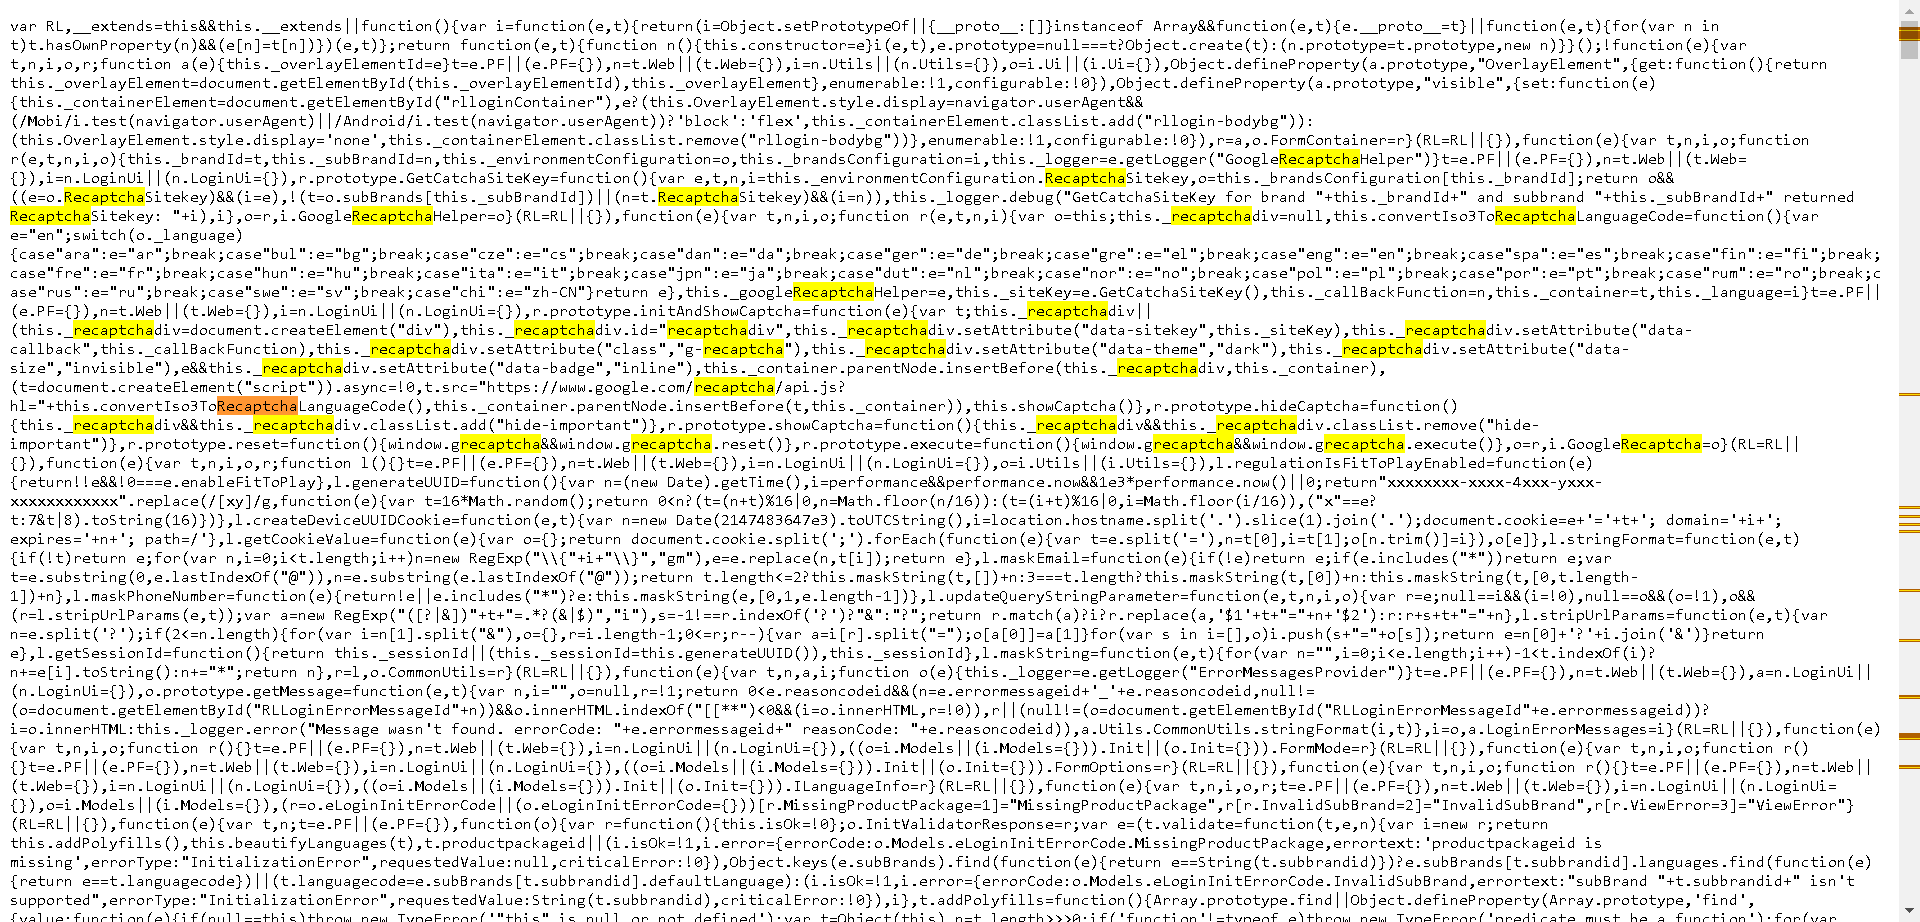 var RL,__extends=this&&this.__extends||function(){var i=function(e,t){return(i=Object.setPrototypeOf||{__proto__:[]}instanceof Array&&function(e,t){e.__proto__=t}||function(e,t){for(var n in
t)t.hasOwnProperty(n)&&(e[n]=t[n])})(e,t)};return function(e,t){function n(){this.constructor=e}i(e,t),e.prototype=null===t?Object.create(t):(n.prototype=t.prototype,new n)}}();!function(e){var
t,n,i,o,r;function a(e){this._overlayElementId=e}t=e.PF||(e.PF={}),n=t.Web||(t.Web={}),i=n.Utils||(n.Utils={}),o=i.Ui||(i.Ui={}),Object.defineProperty(a.prototype,"OverlayElement",{get:function(){return
this._overlayElement=document.getElementById(this._overlayElementId),this._overlayElement},enumerable:!1,configurable:!0}),Object.defineProperty(a.prototype,"visible",{set:function(e)
{this._containerElement=document.getElementById("rlloginContainer"),e?(this.OverlayElement.style.display=navigator.userAgent&&
(/Mobi/i.test(navigator.userAgent)||/Android/i.test(navigator.userAgent))?'block':'flex',this._containerElement.classList.add("rllogin-bodybg")):
(this.OverlayElement.style.display='none',this._containerElement.classList.remove("rllogin-bodybg"))},enumerable:!1,configurable:!0}),r=a,o.FormContainer=r}(RL=RL||{}),function(e){var t,n,i,o;function
r(e,t,n,i,o){this._brandId=t,this._subBrandId=n,this._environmentConfiguration=o,this._brandsConfiguration=i,this._logger=e.getLogger("GoogleRecaptchaHelper")}t=e.PF||(e.PF={}),n=t.Web||(t.Web=
{}),i=n.LoginUi||(n.LoginUi={}),r.prototype.GetCatchaSiteKey=function(){var e,t,n,i=this._environmentConfiguration.RecaptchaSitekey,o=this._brandsConfiguration[this._brandId];return o&&
((e=o.RecaptchaSitekey)&&(i=e),!(t=o.subBrands[this._subBrandId])||(n=t.RecaptchaSitekey)&&(i=n)),this._logger.debug("GetCatchaSiteKey for brand "+this._brandId+" and subbrand "+this._subBrandId+" returned
RecaptchaSitekey: "+i),i},o=r,i.GoogleRecaptchaHelper=o}(RL=RL||{}),function(e){var t,n,i,o;function r(e,t,n,i){var o=this;this._recaptchadiv=null,this.convertIso3ToRecaptchaLanguageCode=function(){var
e="en";switch(o._language)
{case"ara":e="ar";break;case"bul":e="bg";break;case"cze":e="cs";break;case"dan":e="da";break;case"ger":e="de";break;case"gre":e="el";break;case"eng":e="en";break;case"spa":e="es";break;case"fin":e="fi";break;
case"fre":e="fr";break;case"hun":e="hu";break;case"ita":e="it";break;case"jpn":e="ja";break;case"dut":e="nl";break;case"nor":e="no";break;case"pol":e="pl";break;case"por":e="pt";break;case"rum":e="ro";break;c
ase"rus":e="ru";break;case"swe":e="sv";break;case"chi":e="zh-CN"}return e},this._googleRecaptchaHelper=e,this._siteKey=e.GetCatchaSiteKey(),this._callBackFunction=n,this._container=t,this._language=i}t=e.PF||
(e.PF={}),n=t.Web||(t.Web={}),i=n.LoginUi||(n.LoginUi={}),r.prototype.initAndShowCaptcha=function(e){var t;this._recaptchadiv||
(this._recaptchadiv=document.createElement("div"),this._recaptchadiv.id="recaptchadiv",this._recaptchadiv.setAttribute("data-sitekey",this._siteKey),this._recaptchadiv.setAttribute("data-
callback",this._callBackFunction),this._recaptchadiv.setAttribute("class","g-recaptcha"),this._recaptchadiv.setAttribute("data-theme","dark"),this._recaptchadiv.setAttribute("data-
size","invisible"),e&&this._recaptchadiv.setAttribute("data-badge","inline"),this._container.parentNode.insertBefore(this._recaptchadiv,this._container),
(t=document.createElement("script")).async=!0,t.src="https://www.google.com/recaptcha/api.js?
hl="+this.convertIso3ToRecaptchaLanguageCode(),this._container.parentNode.insertBefore(t,this._container)),this.showCaptcha()},r.prototype.hideCaptcha=function()
{this._recaptchadiv&&this._recaptchadiv.classList.add("hide-important")},r.prototype.showCaptcha=function(){this._recaptchadiv&&this._recaptchadiv.classList.remove("hide-
important")},r.prototype.reset=function(){window.grecaptcha&&window.grecaptcha.reset()},r.prototype.execute=function(){window.grecaptcha&&window.grecaptcha.execute()},o=r,i.GoogleRecaptcha=o}(RL=RL||
{}),function(e){var t,n,i,o,r;function l(){}t=e.PF||(e.PF={}),n=t.Web||(t.Web={}),i=n.LoginUi||(n.LoginUi={}),o=i.Utils||(i.Utils={}),l.regulationIsFitToPlayEnabled=function(e)
{return!!e&&!0===e.enableFitToPlay},l.generateUUID=function(){var n=(new Date).getTime(),i=performance&&performance.now&&1e3*performance.now()||0;return"xxxxxxxx-xxxx-4xxx-yxxx-
xxxxxxxxxxxx".replace(/[xy]/g,function(e){var t=16*Math.random();return 0<n?(t=(n+t)%16|0,n=Math.floor(n/16)):(t=(i+t)%16|0,i=Math.floor(i/16)),("x"==e?
t:7&t|8).toString(16)})},l.createDeviceUUIDCookie=function(e,t){var n=new Date(2147483647e3).toUTCString(),i=location.hostname.split('.').slice(1).join('.');document.cookie=e+'='+t+'; domain='+i+';
expires='+n+'; path=/'},l.getCookieValue=function(e){var o={};return document.cookie.split(';').forEach(function(e){var t=e.split('='),n=t[0],i=t[1];o[n.trim()]=i}),o[e]},l.stringFormat=function(e,t)
{if(!t)return e;for(var n,i=0;i<t.length;i++)n=new RegExp("\\{"+i+"\\}","gm"),e=e.replace(n,t[i]);return e},l.maskEmail=function(e){if(!e)return e;if(e.includes("*"))return e;var
t=e.substring(0,e.lastIndexOf("@")),n=e.substring(e.lastIndexOf("@"));return t.length<=2?this.maskString(t,[])+n:3===t.length?this.maskString(t,[0])+n:this.maskString(t,[0,t.length-
1])+n},l.maskPhoneNumber=function(e){return!e||e.includes("*")?e:this.maskString(e,[0,1,e.length-1])},l.updateQueryStringParameter=function(e,t,n,i,o){var r=e;null==i&&(i=!0),null==o&&(o=!1),o&&
(r=l.stripUrlParams(e,t));var a=new RegExp("([?|&])"+t+"=.*?(&|$)","i"),s=-1!==r.indexOf('?')?"&":"?";return r.match(a)?i?r.replace(a,'$1'+t+"="+n+'$2'):r:r+s+t+"="+n},l.stripUrlParams=function(e,t){var
n=e.split('?');if(2<=n.length){for(var i=n[1].split("&"),o={},r=i.length-1;0<=r;r--){var a=i[r].split("=");o[a[0]]=a[1]}for(var s in i=[],o)i.push(s+"="+o[s]);return e=n[0]+'?'+i.join('&')}return
e},l.getSessionId=function(){return this._sessionId||(this._sessionId=this.generateUUID()),this._sessionId},l.maskString=function(e,t){for(var n="",i=0;i<e.length;i++)-1<t.indexOf(i)?
n+=e[i].toString():n+="*";return n},r=l,o.CommonUtils=r}(RL=RL||{}),function(e){var t,n,a,i;function o(e){this._logger=e.getLogger("ErrorMessagesProvider")}t=e.PF||(e.PF={}),n=t.Web||(t.Web={}),a=n.LoginUi||
(n.LoginUi={}),o.prototype.getMessage=function(e,t){var n,i="",o=null,r=!1;return 0<e.reasoncodeid&&(n=e.errormessageid+'_'+e.reasoncodeid,null!=
(o=document.getElementById("RLLoginErrorMessageId"+n))&&o.innerHTML.indexOf("[[**")<0&&(i=o.innerHTML,r=!0)),r||(null!=(o=document.getElementById("RLLoginErrorMessageId"+e.errormessageid))?
i=o.innerHTML:this._logger.error("Message wasn't found. errorCode: "+e.errormessageid+" reasonCode: "+e.reasoncodeid)),a.Utils.CommonUtils.stringFormat(i,t)},i=o,a.LoginErrorMessages=i}(RL=RL||{}),function(e)
{var t,n,i,o;function r(){}t=e.PF||(e.PF={}),n=t.Web||(t.Web={}),i=n.LoginUi||(n.LoginUi={}),((o=i.Models||(i.Models={})).Init||(o.Init={})).FormMode=r}(RL=RL||{}),function(e){var t,n,i,o;function r()
{}t=e.PF||(e.PF={}),n=t.Web||(t.Web={}),i=n.LoginUi||(n.LoginUi={}),((o=i.Models||(i.Models={})).Init||(o.Init={})).FormOptions=r}(RL=RL||{}),function(e){var t,n,i,o;function r(){}t=e.PF||(e.PF={}),n=t.Web||
(t.Web={}),i=n.LoginUi||(n.LoginUi={}),((o=i.Models||(i.Models={})).Init||(o.Init={})).ILanguageInfo=r}(RL=RL||{}),function(e){var t,n,i,o,r;t=e.PF||(e.PF={}),n=t.Web||(t.Web={}),i=n.LoginUi||(n.LoginUi=
{}),o=i.Models||(i.Models={}),(r=o.eLoginInitErrorCode||(o.eLoginInitErrorCode={}))[r.MissingProductPackage=1]="MissingProductPackage",r[r.InvalidSubBrand=2]="InvalidSubBrand",r[r.ViewError=3]="ViewError"}
(RL=RL||{}),function(e){var t,n;t=e.PF||(e.PF={}),function(o){var r=function(){this.isOk=!0};o.InitValidatorResponse=r;var e=(t.validate=function(t,e,n){var i=new r;return
this.addPolyfills(),this.beautifyLanguages(t),t.productpackageid||(i.isOk=!1,i.error={errorCode:o.Models.eLoginInitErrorCode.MissingProductPackage,errortext:'productpackageid is
missing',errorType:"InitializationError",requestedValue:null,criticalError:!0}),Object.keys(e.subBrands).find(function(e){return e==String(t.subbrandid)})?e.subBrands[t.subbrandid].languages.find(function(e)
{return e==t.languagecode})||(t.languagecode=e.subBrands[t.subbrandid].defaultLanguage):(i.isOk=!1,i.error={errorCode:o.Models.eLoginInitErrorCode.InvalidSubBrand,errortext:"subBrand "+t.subbrandid+" isn't
supported",errorType:"InitializationError",requestedValue:String(t.subbrandid),criticalError:!0}),i},t.addPolyfills=function(){Array.prototype.find||Object.defineProperty(Array.prototype,'find',
{value:function(e){if(null==this)throw new TypeError('"this" is null or not defined');var t=Object(this),n=t.length>>>0;if('function'!=typeof e)throw new TypeError('predicate must be a function');for(var